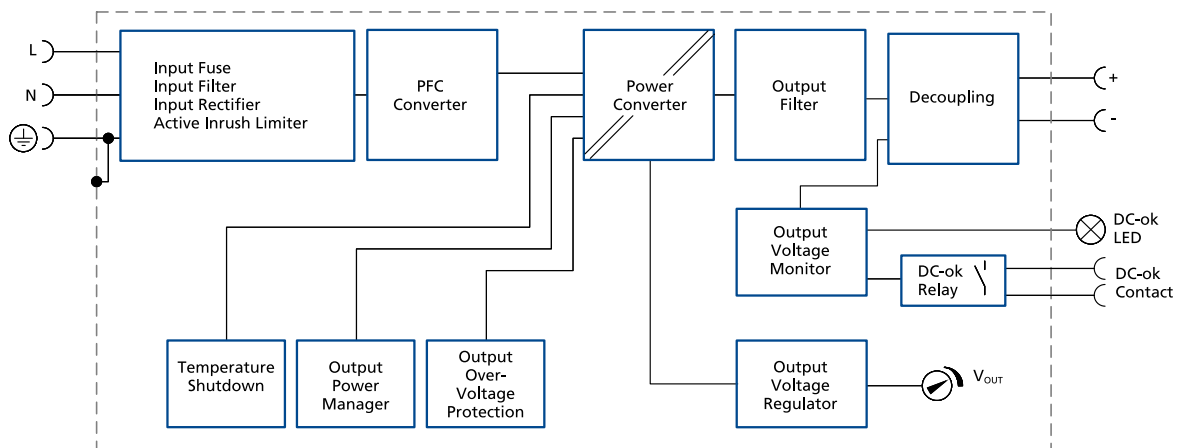 L
N
Input Fuse
Input Filter
Input Rectifier
Active Inrush Limiter
PFC
Converter
Power
Converter
Output
Filter
Decoupling
+
-
Output
Voltage
Monitor
DC-ok
LED
DC-ok
Relay
DC-ok
Contact
Temperature
Shutdown
Output
Power
Manager
Output
Over-
Voltage
Protection
Output
Voltage
Regulator
VOUT